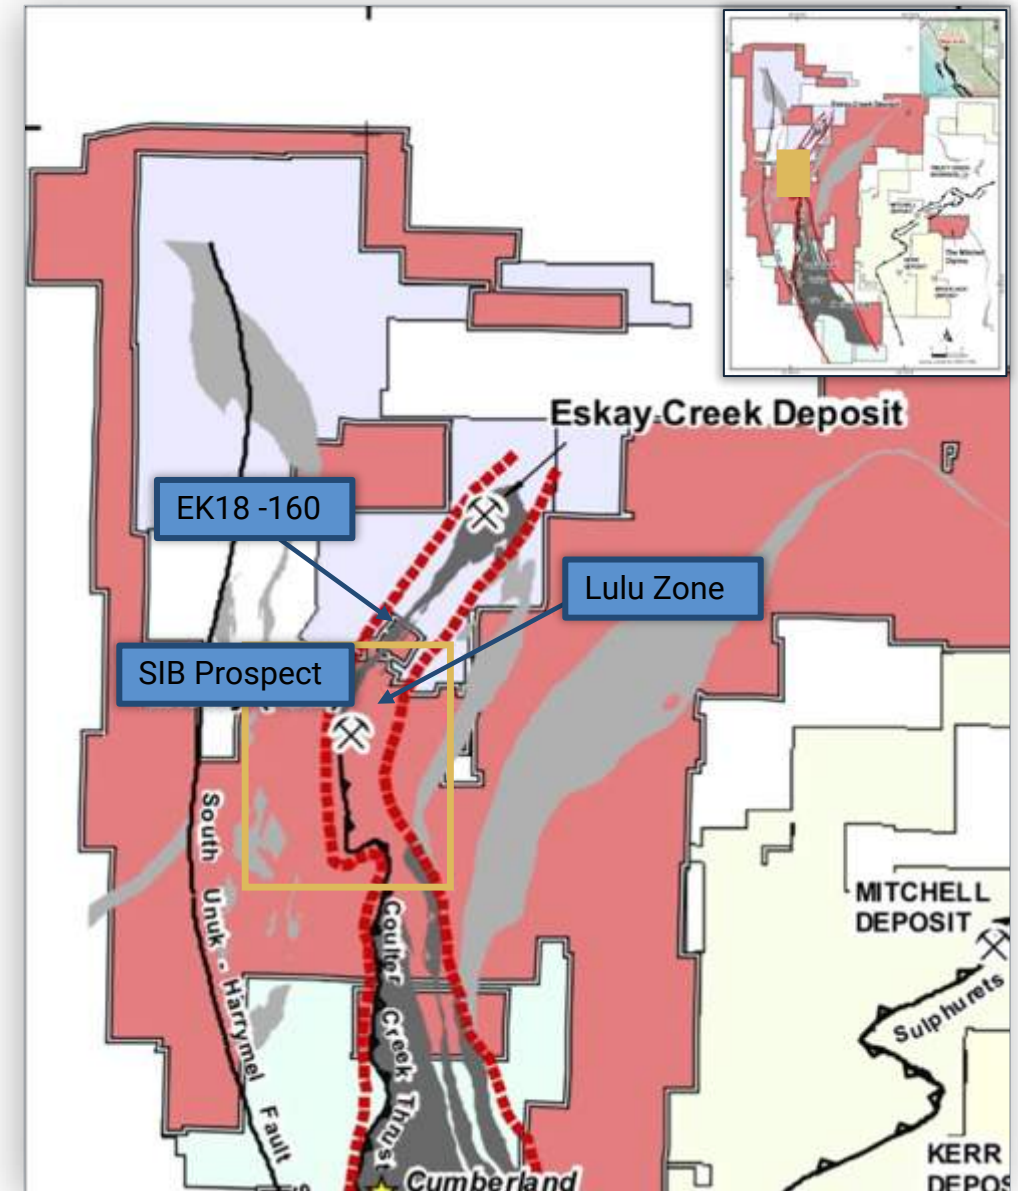 Eskay Creek Deposit
P
EK18 -160
Lulu Zone
SIB Prospect
South Unuk - Harrymel Fault
Coulter Creek Thrust
MITCHELL
DEPOSIT
Sulphurets
KERR
Cumberland